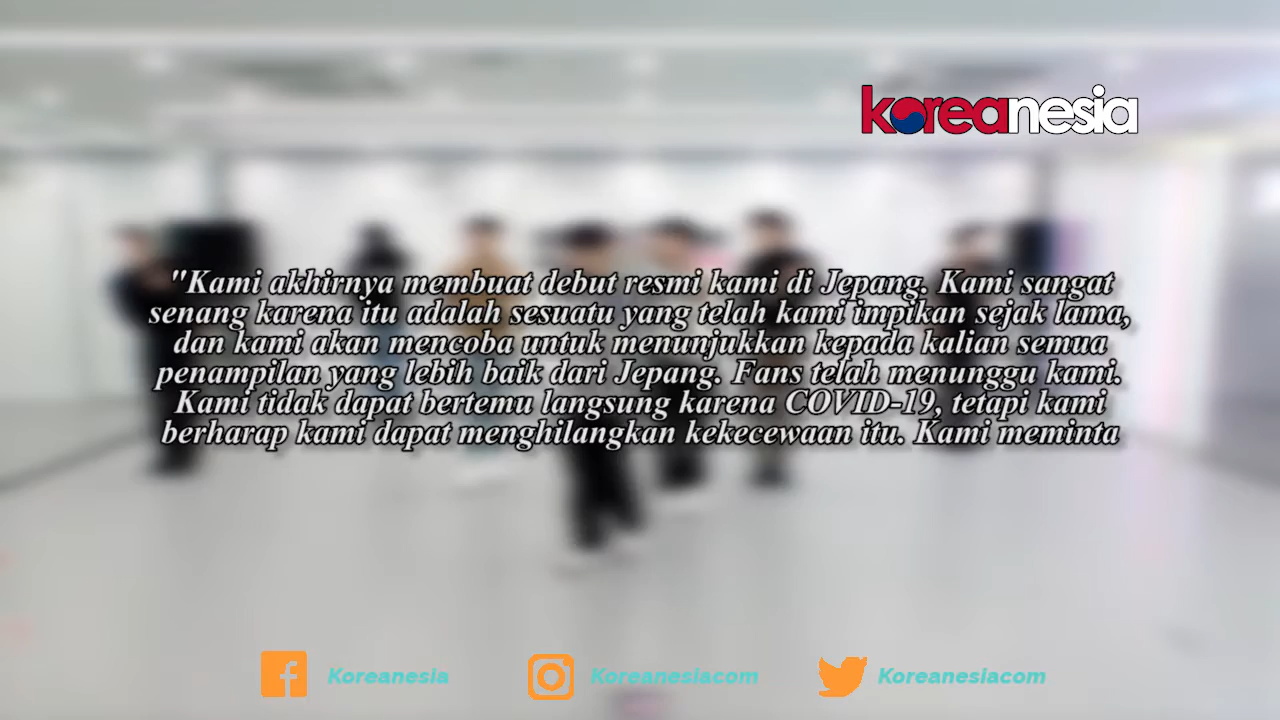 koreanesia
"Kami akhirnya membuat debut resmi kami di Jepang. Kami sangat
senang karena itu adalah sesuatu yang telah kami impikan sejak lama,
dan kami akan mencoba untuk menunjukkan kepada kalian semua
penampilan yang lebih baik dari Jepang. Fans telah menunggu kami.
Kami tidak dapat bertemu langsung karena COVID-19, tetapi kami
berharap kami dapat menghilangkan kekecewaan itu. Kami meminta
Koreanesia
Koreanesiacom
Koreanesiacom